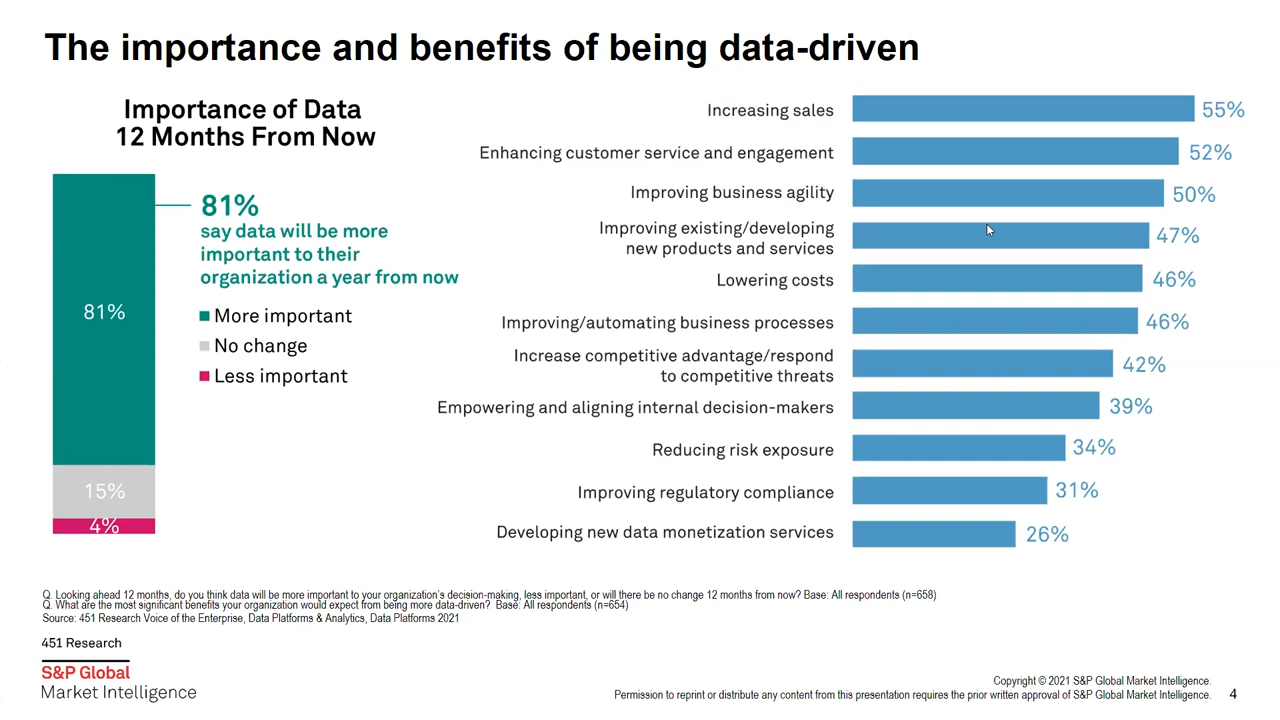 The importance and benefits of being data-driven
Importance of Data
12 Months From Now
81%
say data will be more
important to their
organization a year from now
81%
15%
4%
More important
No change
Less important
Increasing sales 55%
Enhancing customer service and engagement 52%
Improving business agility 50%
Improving existing/developing
new products and services 47%
Lowering costs 46%
Improving/automating business processes 46%
Increase competitive advantage/respond
to competitive threats 42%
Empowering and aligning internal decision-makers 39%
Reducing risk exposure 34%
Improving regulatory compliance 31%
Developing new data monetization services 26%
Q. Looking ahead 12 months, do you think data will be more important to your organization's decision-making, less important, or will there be no change 12 months from now? Base: All respondents (n=658)
Q. What are the most significant benefits your organization would expect from being more data-driven? Base: All respondents (n=654)
Source: 451 Research Voice of the Enterprise, Data Platforms & Analytics, Data Platforms 2021
451 Research
S&P Global
Market Intelligence
Copyright © 2021 S&P Global Market Intelligence.
Permission to reprint or distribute any content from this presentation requires the prior written approval of S&P Global Market Intelligence.
4